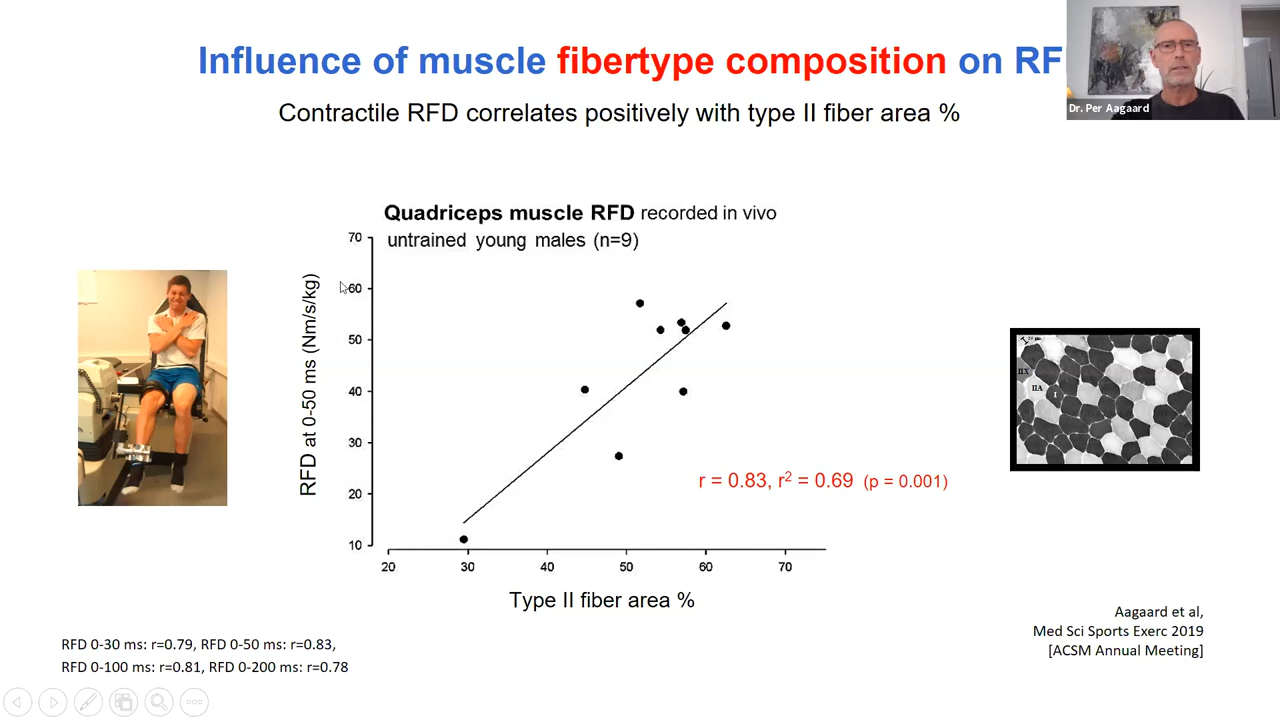 Influence of muscle fibertype composition on RF
Dr. Per Aagaard
Contractile RFD correlates positively with type II fiber area %
Quadriceps muscle RFD recorded in vivo
untrained young males (n=9)
70
60
50
40
30
20
10
RFD at 0-50 ms (Nm/s/kg)
r = 0.83, r² = 0.69 (p = 0.001)
20 30 40 50 60 70
Type II fiber area %
IIX
IIA
I
Aagaard et al,
Med Sci Sports Exerc 2019
[ACSM Annual Meeting]
RFD 0-30 ms: r=0.79, RFD 0-50 ms: r=0.83,
RFD 0-100 ms: r=0.81, RFD 0-200 ms: r=0.78